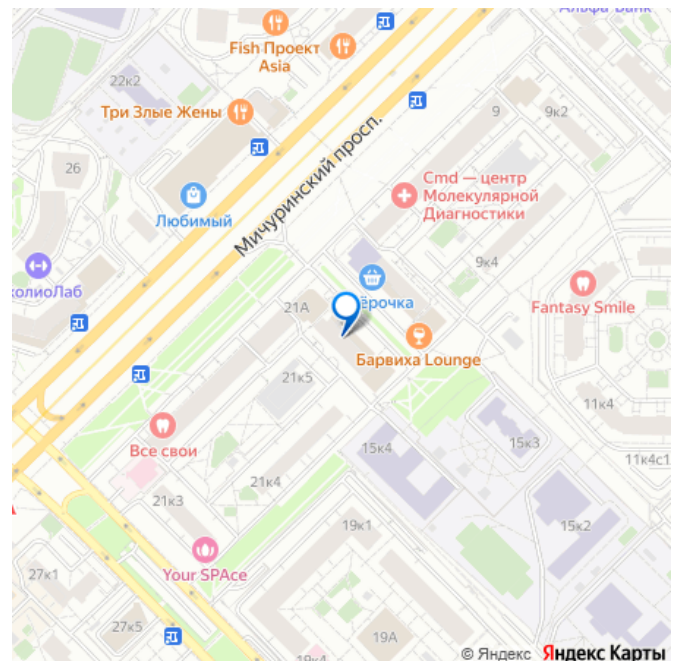 Альфа-Банк
Fish Проект
Asia
22к2
Три Злые Жены
9
9к2
Мичуринский просп.
26
Cmd — центр
Молекулярной
Диагностики
Любимый
9к4
колиоЛаб
ёрочка
Fantasy Smile
21А
Барвиха Lounge
21к5
11к4
Все свои
15к4
15к3
11к4с1
21к4
21к3
19к1
15к2
Your SPAce
27к1
27к5
19А
19к4
© Яндекс Яндекс Карты